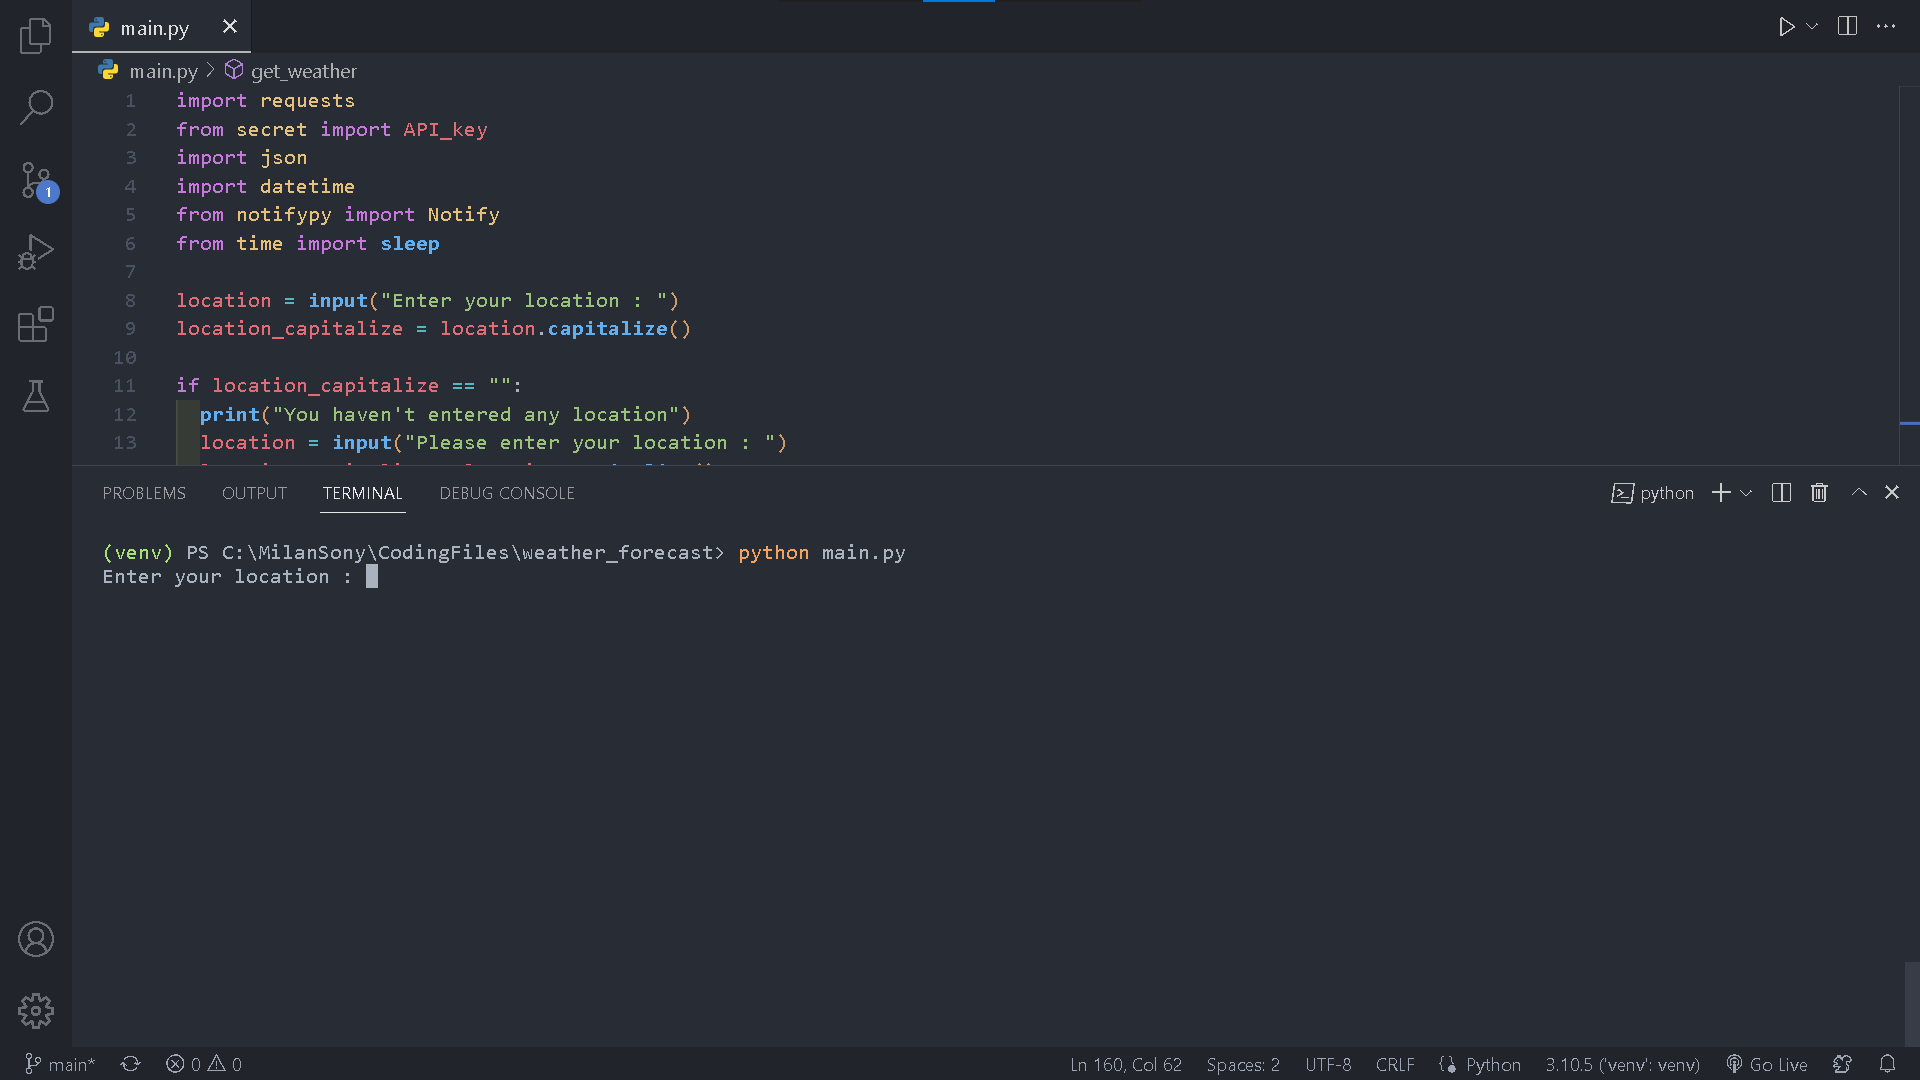 main.py
main.py > get_weather
1 import requests
2 from secret import API_key
3 import json
4 import datetime
5 from notifypy import Notify
6 from time import sleep
7
8 location = input("Enter your location : ")
9 location_capitalize = location.capitalize()
10
11 if location_capitalize == "":
12 print("You haven't entered any location")
13 location = input("Please enter your location : ")
1
PROBLEMS OUTPUT TERMINAL DEBUG CONSOLE python
(venv) PS C:\MilanSony\CodingFiles\weather_forecast> python main.py
Enter your location :
main* 0 0 Ln 160, Col 62 Spaces: 2 UTF-8 CRLF Python 3.10.5 ('venv': venv) Go Live